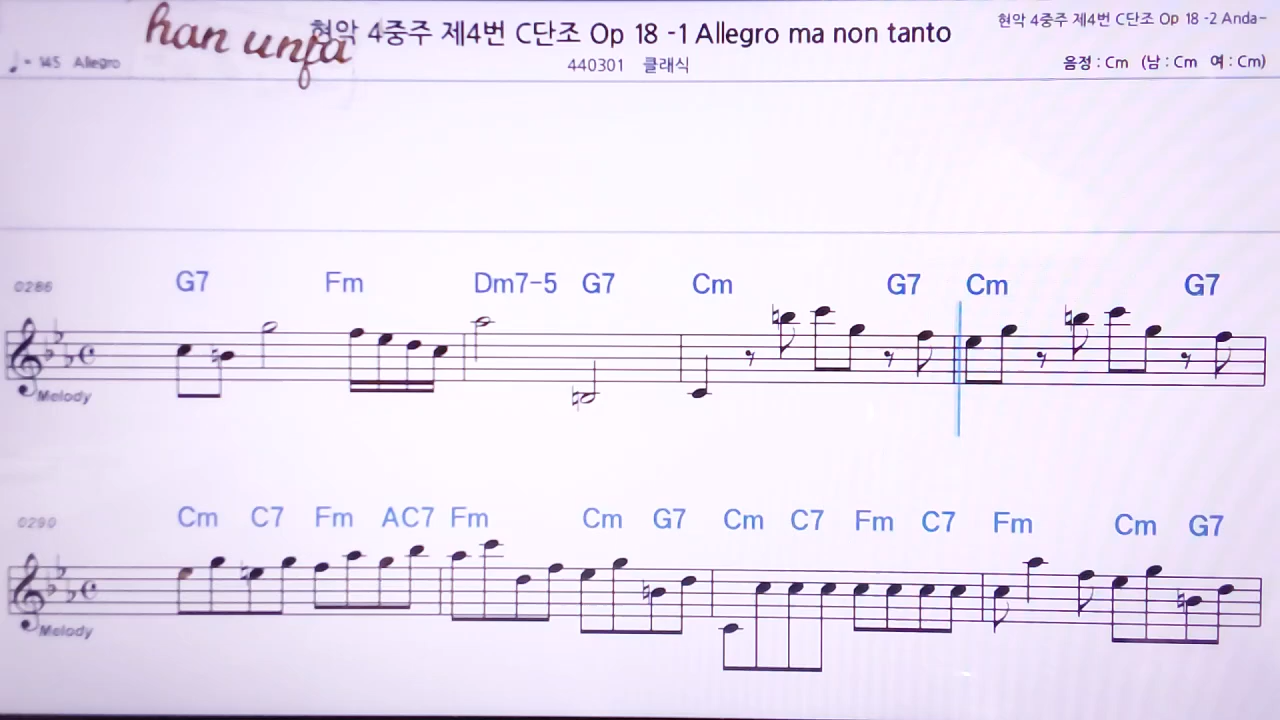 han unfa
현악 4중주 제4번 C단조 Op 18 -1 Allegro ma non tanto
현악 4중주 제4번 C단조 Op 18 -2 Anda-
= 145 Allegro
440301 클래식
음정 : Cm (남 : Cm 여 : Cm)
0286 G7 Fm Dm7-5 G7 Cm G7 Cm G7
Melody
0290 Cm C7 Fm AC7 Fm Cm G7 Cm C7 Fm C7 Fm Cm G7
Melody